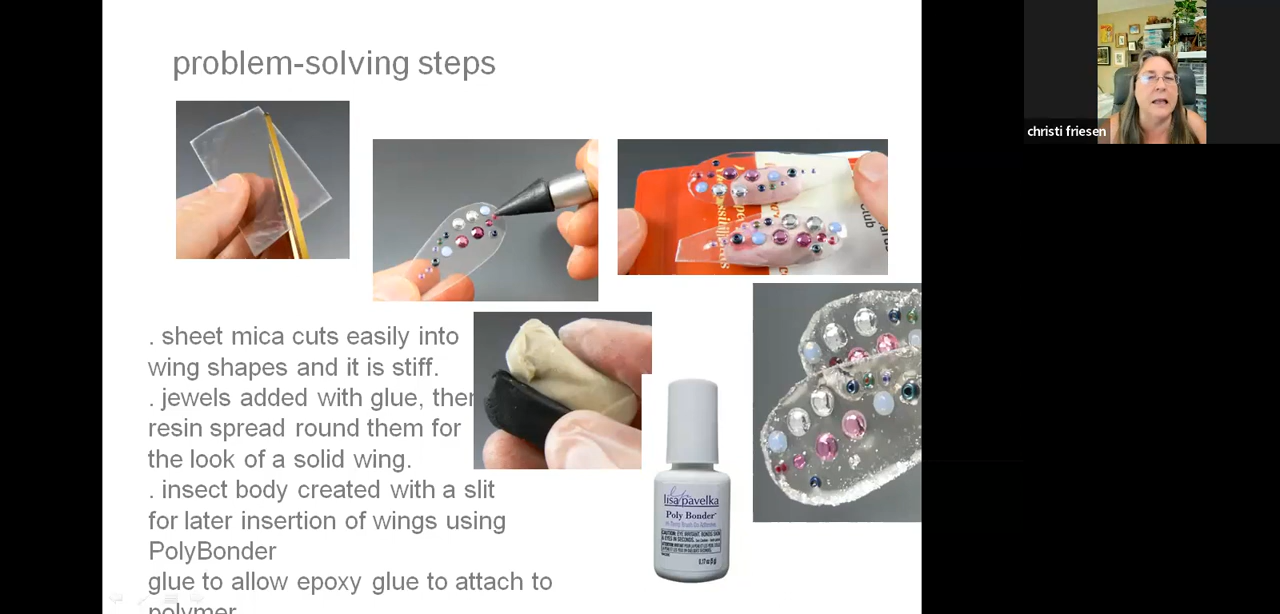 problem-solving steps
christi friesen
. sheet mica cuts easily into
wing shapes and it is stiff.
. jewels added with glue, then
resin spread round them for
the look of a solid wing.
. insect body created with a slit
for later insertion of wings using
PolyBonder
glue to allow epoxy glue to attach to
polymer
lisa pavelka
Poly Bonder
Club